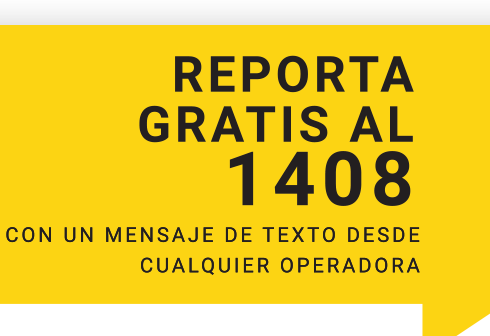 REPORTA
GRATIS AL
1408
CON UN MENSAJE DE TEXTO DESDE
CUALQUIER OPERADORA